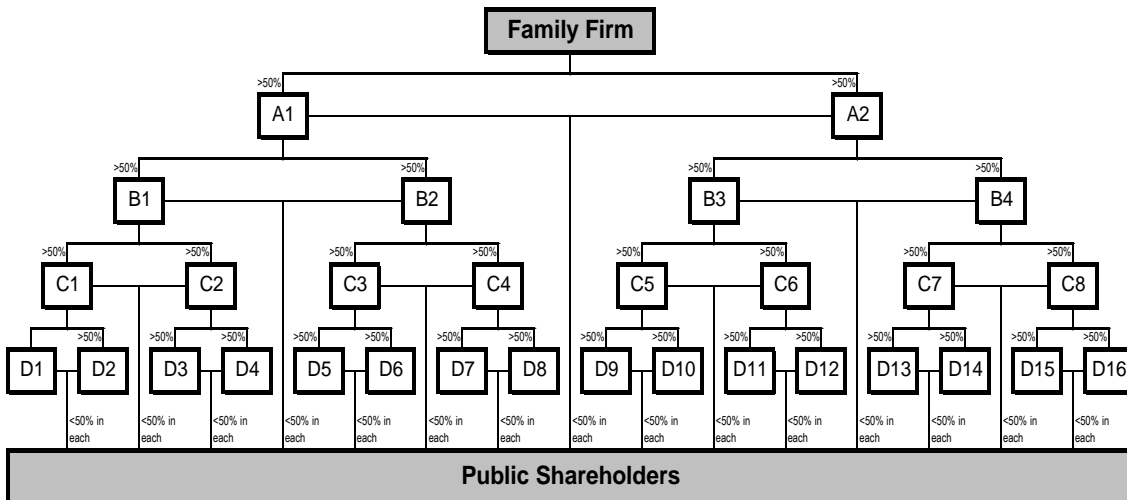 Family Firm
>50% >50%
A1 A2
>50% >50% >50% >50%
B1 B2 B3 B4
>50% >50% >50% >50% >50% >50% >50% >50%
C1 C2 C3 C4 C5 C6 C7 C8
>50% >50% >50% >50% >50% >50% >50% >50% >50% >50% >50% >50% >50% >50% >50%
D1 D2 D3 D4 D5 D6 D7 D8 D9 D10 D11 D12 D13 D14 D15 D16
<50% in <50% in <50% in <50% in <50% in <50% in <50% in <50% in <50% in <50% in <50% in <50% in <50% in <50% in <50% in
each each each each each each each each each each each each each each each
Public Shareholders